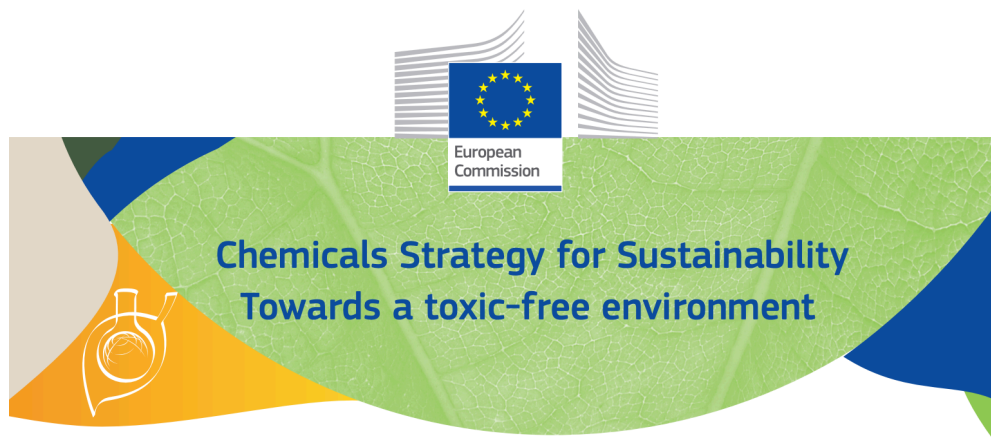 European
Commission
Chemicals Strategy for Sustainability
Towards a toxic-free environment